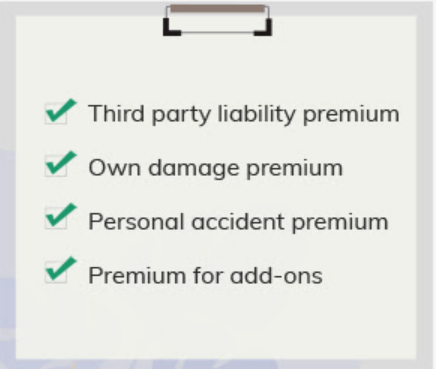 Third party liability premium
Own damage premium
Personal accident premium
Premium for add-ons